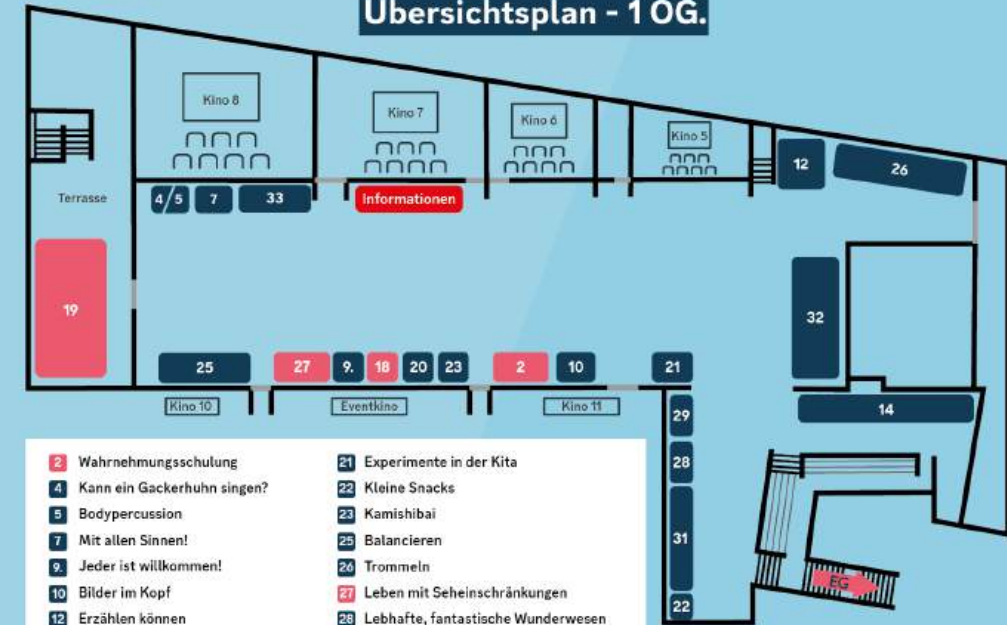 Übersichtsplan - 1 OG.
Kino 8
Kino 7
Kino 6
Kino 5
12
26
Terrasse
4/5
7
33
Informationen
19
32
25
27
9.
18
20
23
2
10
21
Kino 10
Eventkino
Kino 11
14
29
28
31
22
EG
2 Wahrnehmungsschulung
4 Kann ein Gackerhuhn singen?
5 Bodypercussion
7 Mit allen Sinnen!
9. Jeder ist willkommen!
10 Bilder im Kopf
12 Erzählen können
21 Experimente in der Kita
22 Kleine Snacks
23 Kamishibai
25 Balancieren
26 Trommeln
27 Leben mit Seheinschränkungen
28 Lebhafte, fantastische Wunderwesen